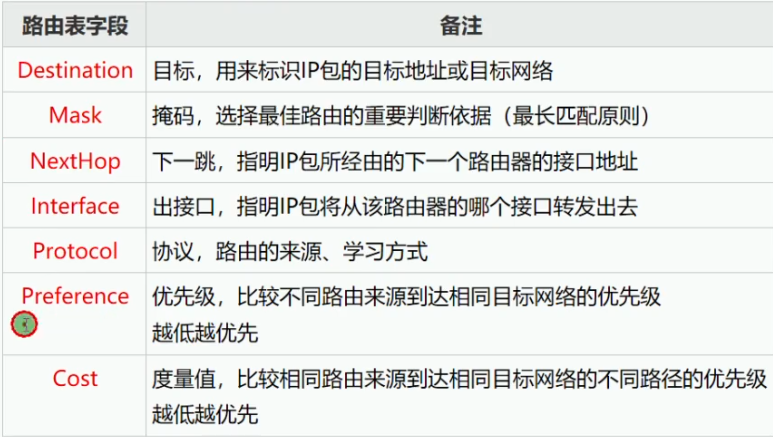 路由表字段 备注
Destination 目标，用来标识IP包的目标地址或目标网络
Mask 掩码，选择最佳路由的重要判断依据（最长匹配原则）
NextHop 下一跳，指明IP包所经由的下一个路由器的接口地址
Interface 出接口，指明IP包将从该路由器的哪个接口转发出去
Protocol 协议，路由的来源、学习方式
Preference 优先级，比较不同路由来源到达相同目标网络的优先级
越低越优先
Cost 度量值，比较相同路由来源到达相同目标网络的不同路径的优先级
越低越优先